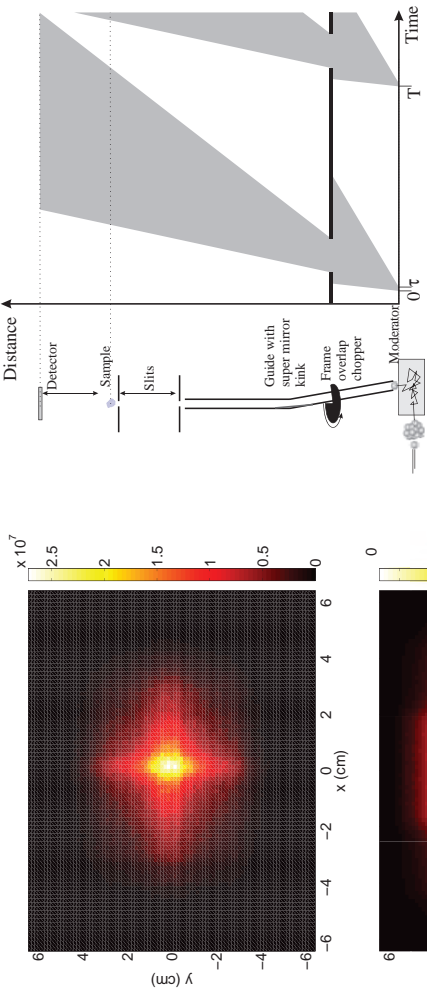 x 10
7
6
4
2
0
-2
-4
-6
y (cm)
-6
-4
-2
0
2
4
6
x (cm)
2.5
2
1.5
1
0.5
0
6
0
Distance
Detector
Sample
Slits
Guide with
super mirror
kink
Frame
overlap
chopper
Moderator
0
τ
T
Time